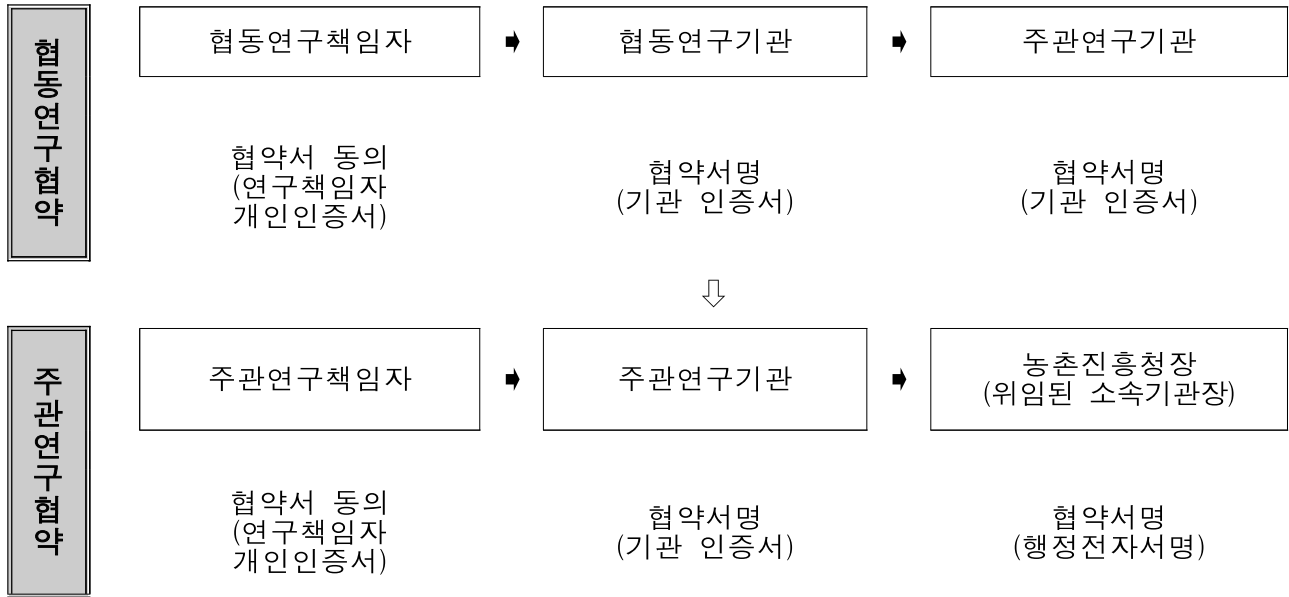 협동연구협약
협동연구책임자 ➧ 협동연구기관 ➧ 주관연구기관
협약서 동의
(연구책임자
개인인증서)
협약서명
(기관 인증서)
협약서명
(기관 인증서)
⇩
주관연구협약
주관연구책임자 ➧ 주관연구기관 ➧ 농촌진흥청장
(위임된 소속기관장)
협약서 동의
(연구책임자
개인인증서)
협약서명
(기관 인증서)
협약서명
(행정전자서명)